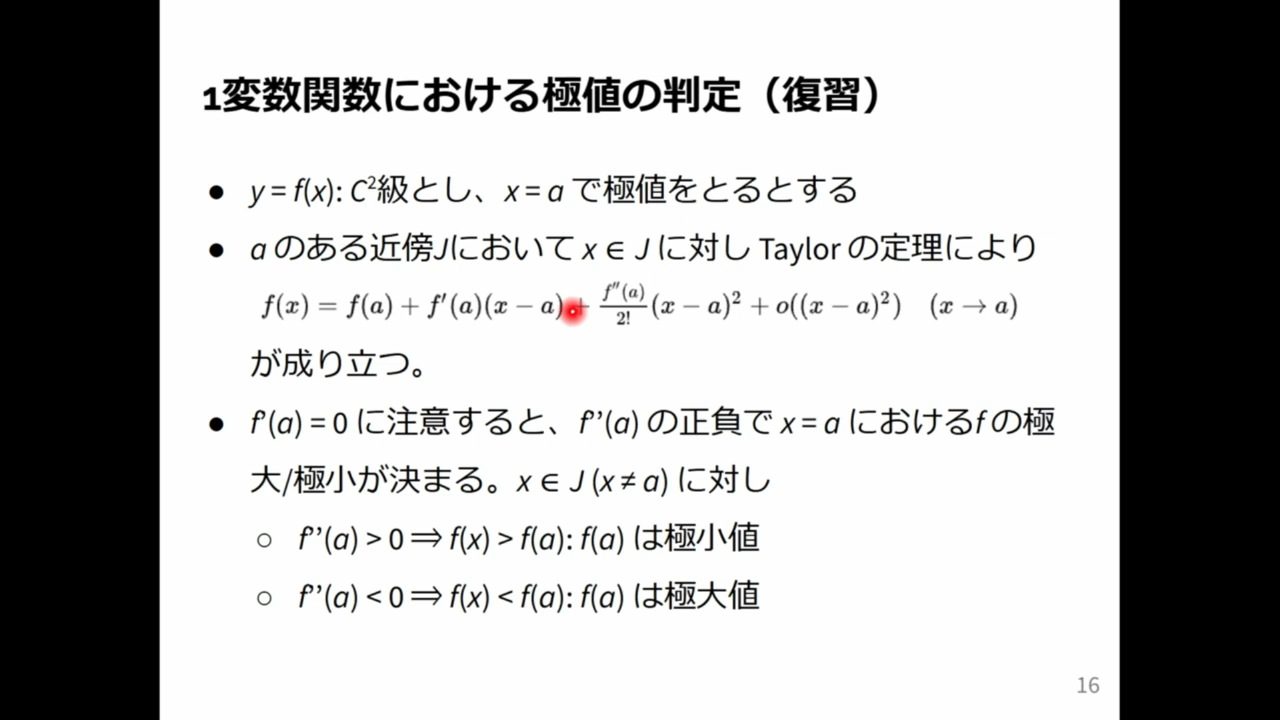 1変数関数における極値の判定（復習）
● y = f(x): C²級とし、x = a で極値をとるとする
● a のある近傍Jにおいて x ∈ J に対し Taylor の定理により
f(x) = f(a) + f′(a)(x − a) + f″(a)/2! (x − a)² + o((x − a)²) (x → a)
が成り立つ。
● f'(a) = 0 に注意すると、f’’(a) の正負で x = a におけるf の極
大/極小が決まる。x ∈ J (x ≠ a) に対し
○ f’’(a) > 0 ⇒ f(x) > f(a): f(a) は極小値
○ f’’(a) < 0 ⇒ f(x) < f(a): f(a) は極大値
16